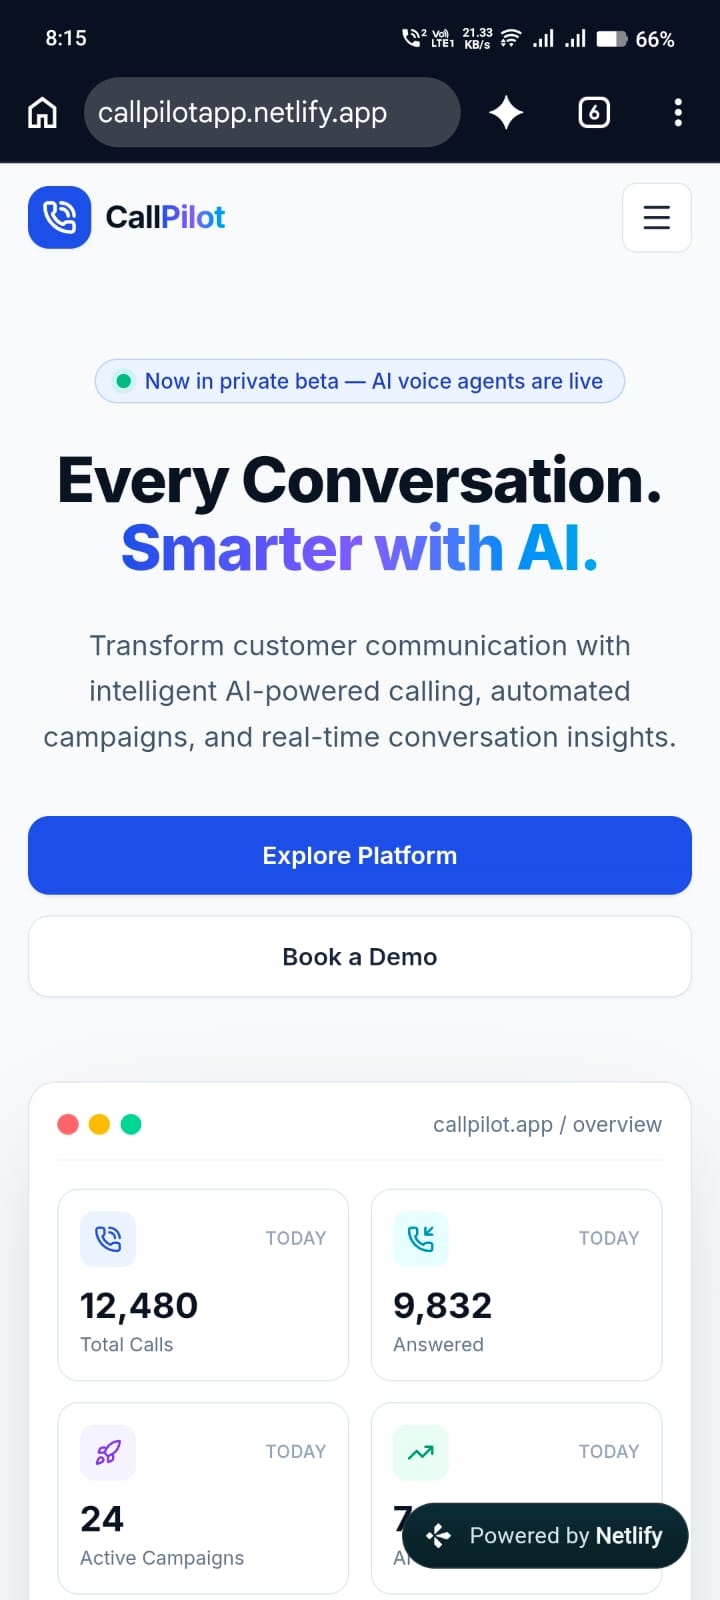 8:15
2 Vo) LTE1 21.33 KB/s 66%
callpilotapp.netlify.app 6
CallPilot
Now in private beta — AI voice agents are live
Every Conversation.
Smarter with AI.
Transform customer communication with
intelligent AI-powered calling, automated
campaigns, and real-time conversation insights.
Explore Platform
Book a Demo
callpilot.app / overview
TODAY
12,480
Total Calls
TODAY
9,832
Answered
TODAY
24
Active Campaigns
TODAY
Powered by Netlify